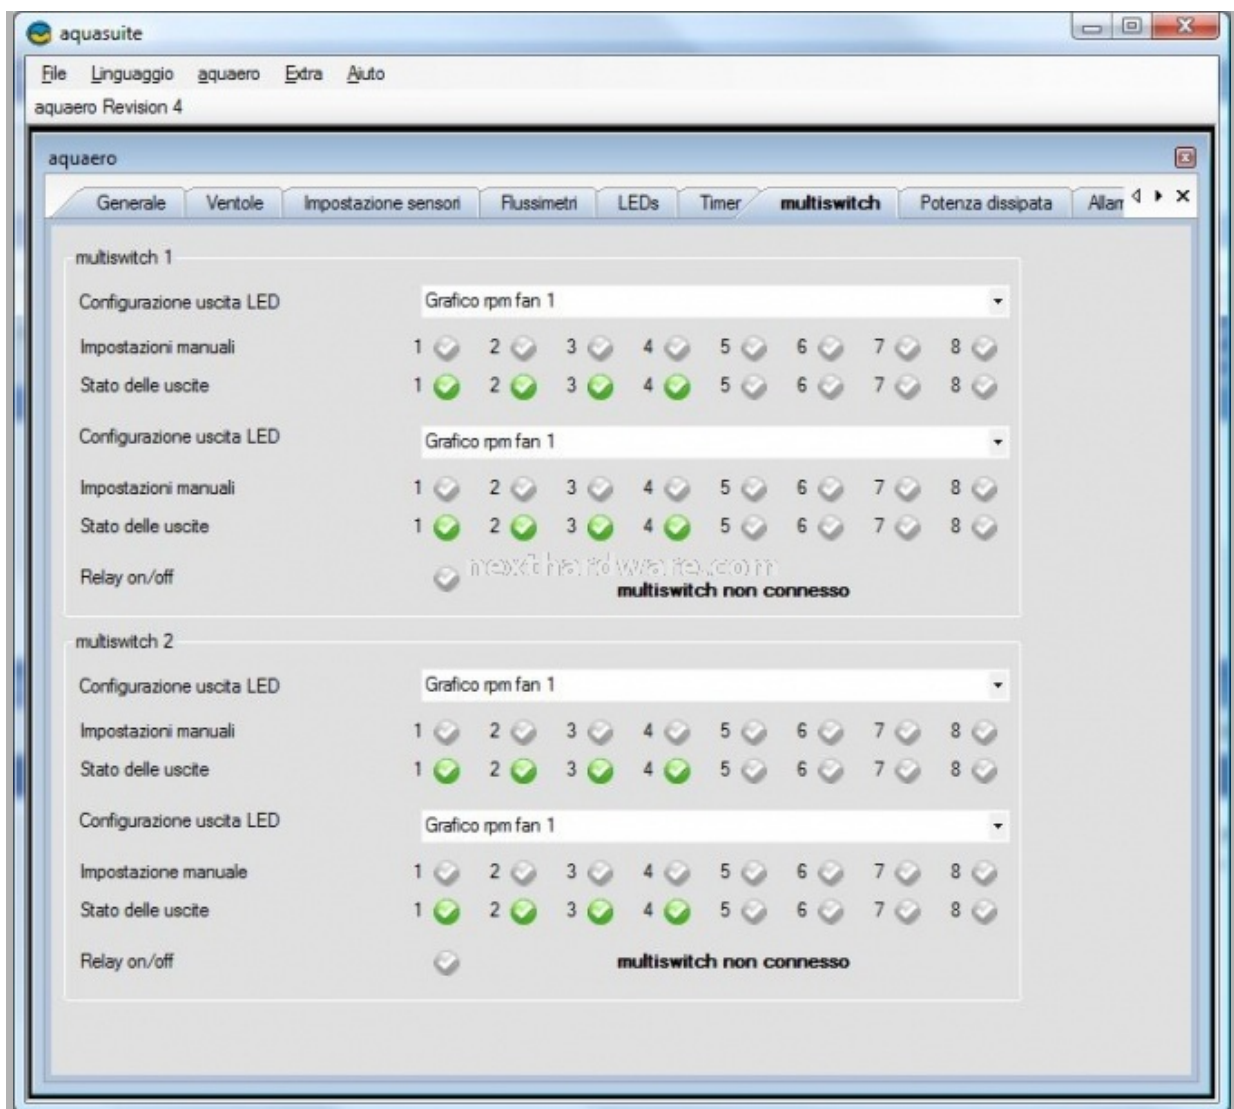 aquasuite
File Linguaggio aquaero Extra Aiuto
aquaero Revision 4
aquaero
Generale Ventole Impostazione sensori Flussimetri LEDs Timer multiswitch Potenza dissipata Allarr
multiswitch 1
Configurazione uscita LED Grafico rpm fan 1
Impostazioni manuali 1 2 3 4 5 6 7 8
Stato delle uscite 1 2 3 4 5 6 7 8
Configurazione uscita LED Grafico rpm fan 1
Impostazioni manuali 1 2 3 4 5 6 7 8
Stato delle uscite 1 2 3 4 5 6 7 8
nexthardware.com
Relay on/off multiswitch non connesso
multiswitch 2
Configurazione uscita LED Grafico rpm fan 1
Impostazioni manuali 1 2 3 4 5 6 7 8
Stato delle uscite 1 2 3 4 5 6 7 8
Configurazione uscita LED Grafico rpm fan 1
Impostazione manuale 1 2 3 4 5 6 7 8
Stato delle uscite 1 2 3 4 5 6 7 8
Relay on/off multiswitch non connesso